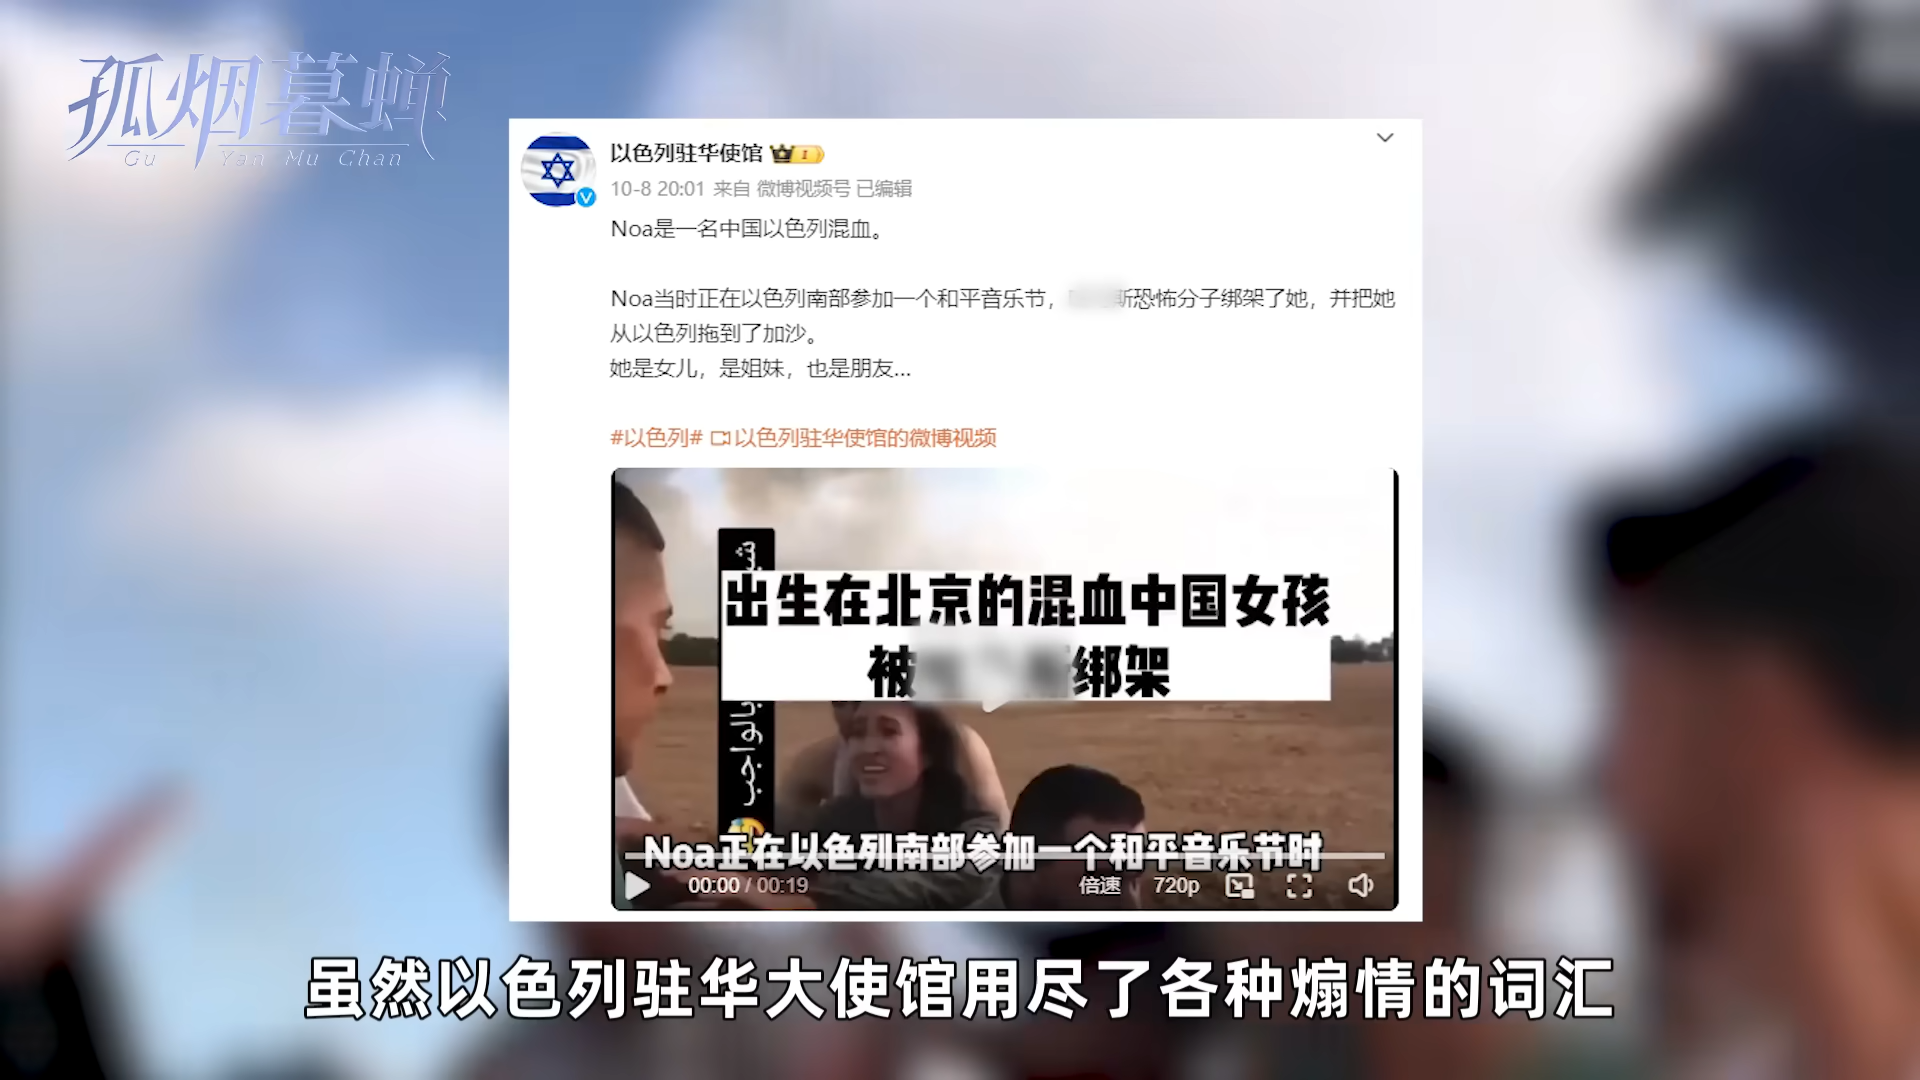 孤烟暮蝉
Gu Yan Mu Chan
以色列驻华使馆 I
10-8 20:01 来自 微博视频号 已编辑
Noa是一名中国以色列混血。
Noa当时正在以色列南部参加一个和平音乐节，斯恐怖分子绑架了她，并把她
从以色列拖到了加沙。
她是女儿，是姐妹，也是朋友...
#以色列# 以色列驻华使馆的微博视频
出生在北京的混血中国女孩
被 绑架
Noa正在以色列南部参加一个和平音乐节时
00:00 / 00:19 倍速 720p
虽然以色列驻华大使馆用尽了各种煽情的词汇